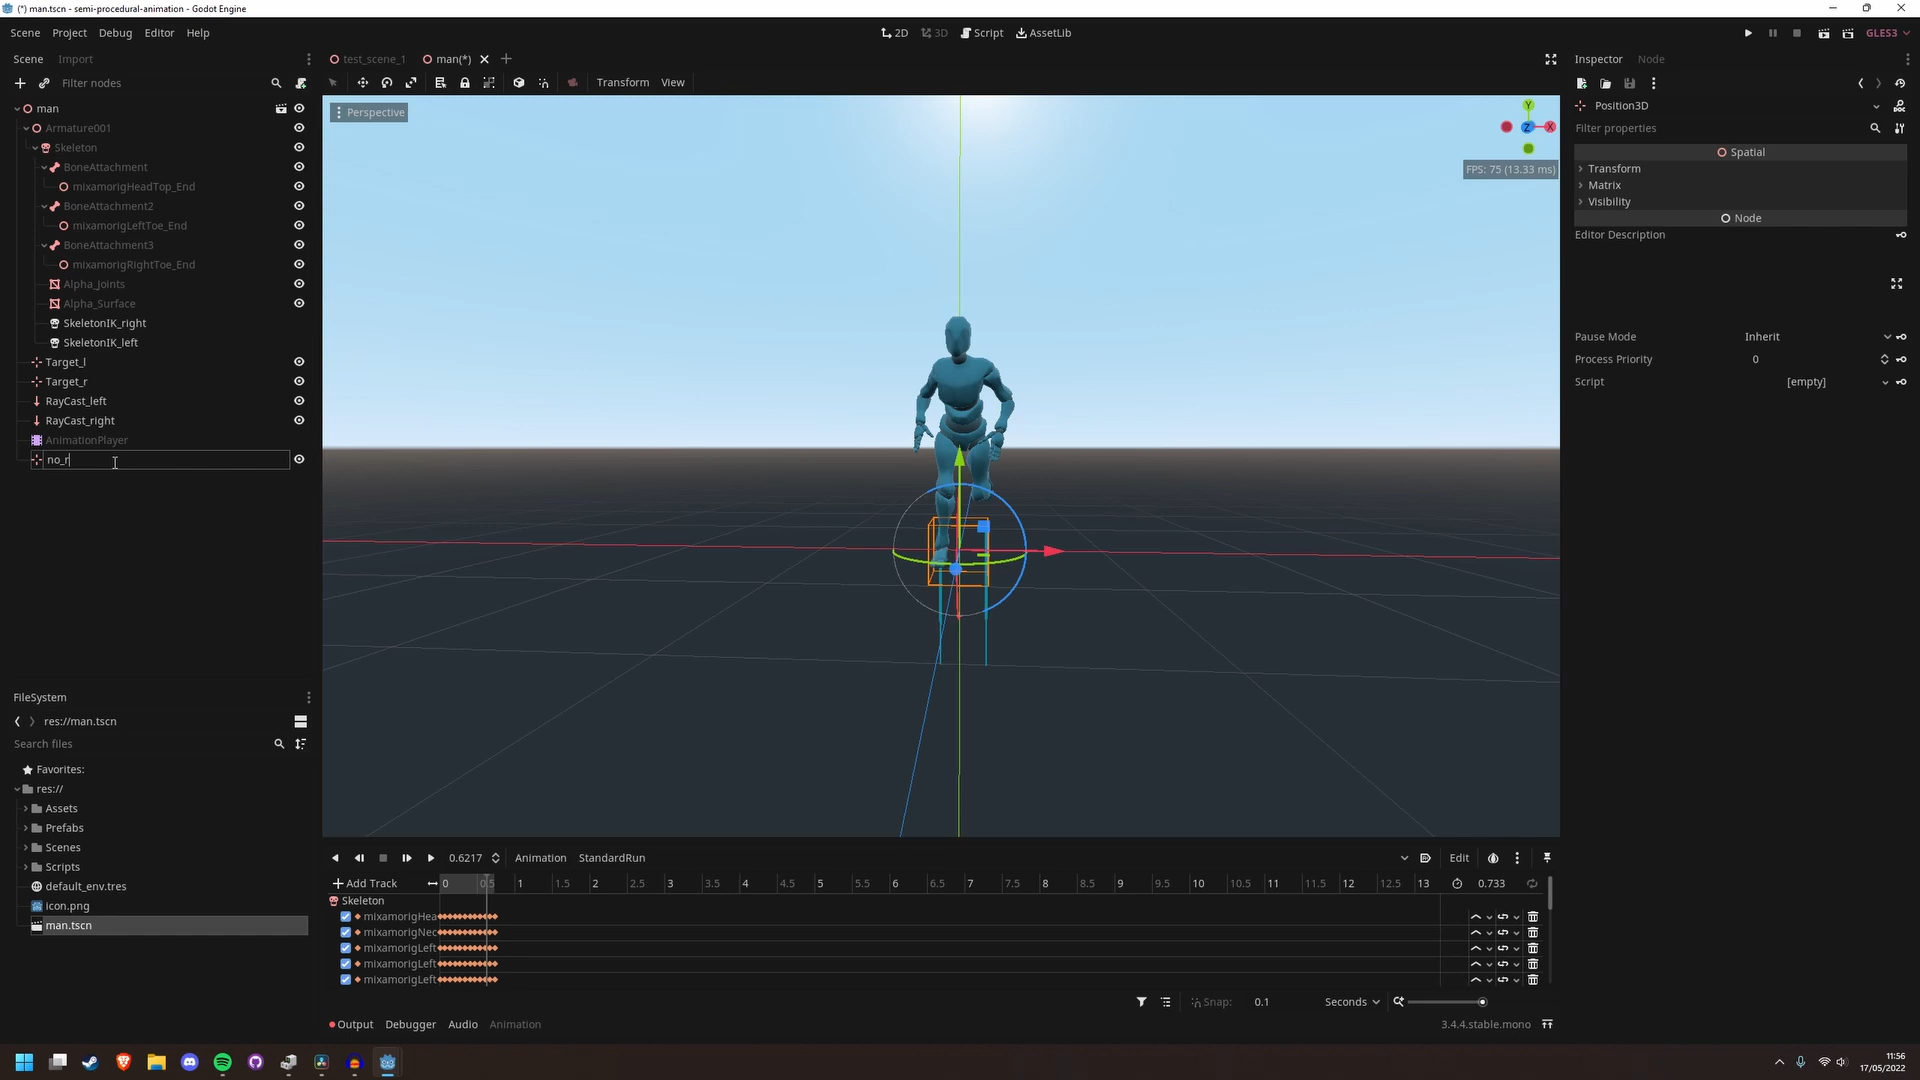 (*) man.tscn - semi-procedural-animation - Godot Engine
Scene Project Debug Editor Help
2D 3D Script AssetLib
GLES3
Scene Import
test_scene_1 man(*)
Inspector Node
Filter nodes
Transform View
man
Armature001
Skeleton
BoneAttachment
mixamorigHeadTop_End
BoneAttachment2
mixamorigLeftToe_End
BoneAttachment3
mixamorigRightToe_End
Alpha_Joints
Alpha_Surface
SkeletonIK_right
SkeletonIK_left
Target_l
Target_r
RayCast_left
RayCast_right
AnimationPlayer
no_r
Perspective
Y
Z
X
FPS: 75 (13.33 ms)
Position3D
Filter properties
Spatial
Transform
Matrix
Visibility
Node
Editor Description
Pause Mode Inherit
Process Priority 0
Script [empty]
FileSystem
res://man.tscn
Search files
Favorites:
res://
Assets
Prefabs
Scenes
Scripts
default_env.tres
icon.png
man.tscn
0.6217 Animation StandardRun Edit
Add Track 0 0.5 1 1.5 2 2.5 3 3.5 4 4.5 5 5.5 6 6.5 7 7.5 8 8.5 9 9.5 10 10.5 11 11.5 12 12.5 13 0.733
Skeleton
mixamorigHea
mixamorigNec
mixamorigLeft
mixamorigLeft
mixamorigLeft
Snap: 0.1 Seconds
Output Debugger Audio Animation
3.4.4.stable.mono
11:56
17/05/2022